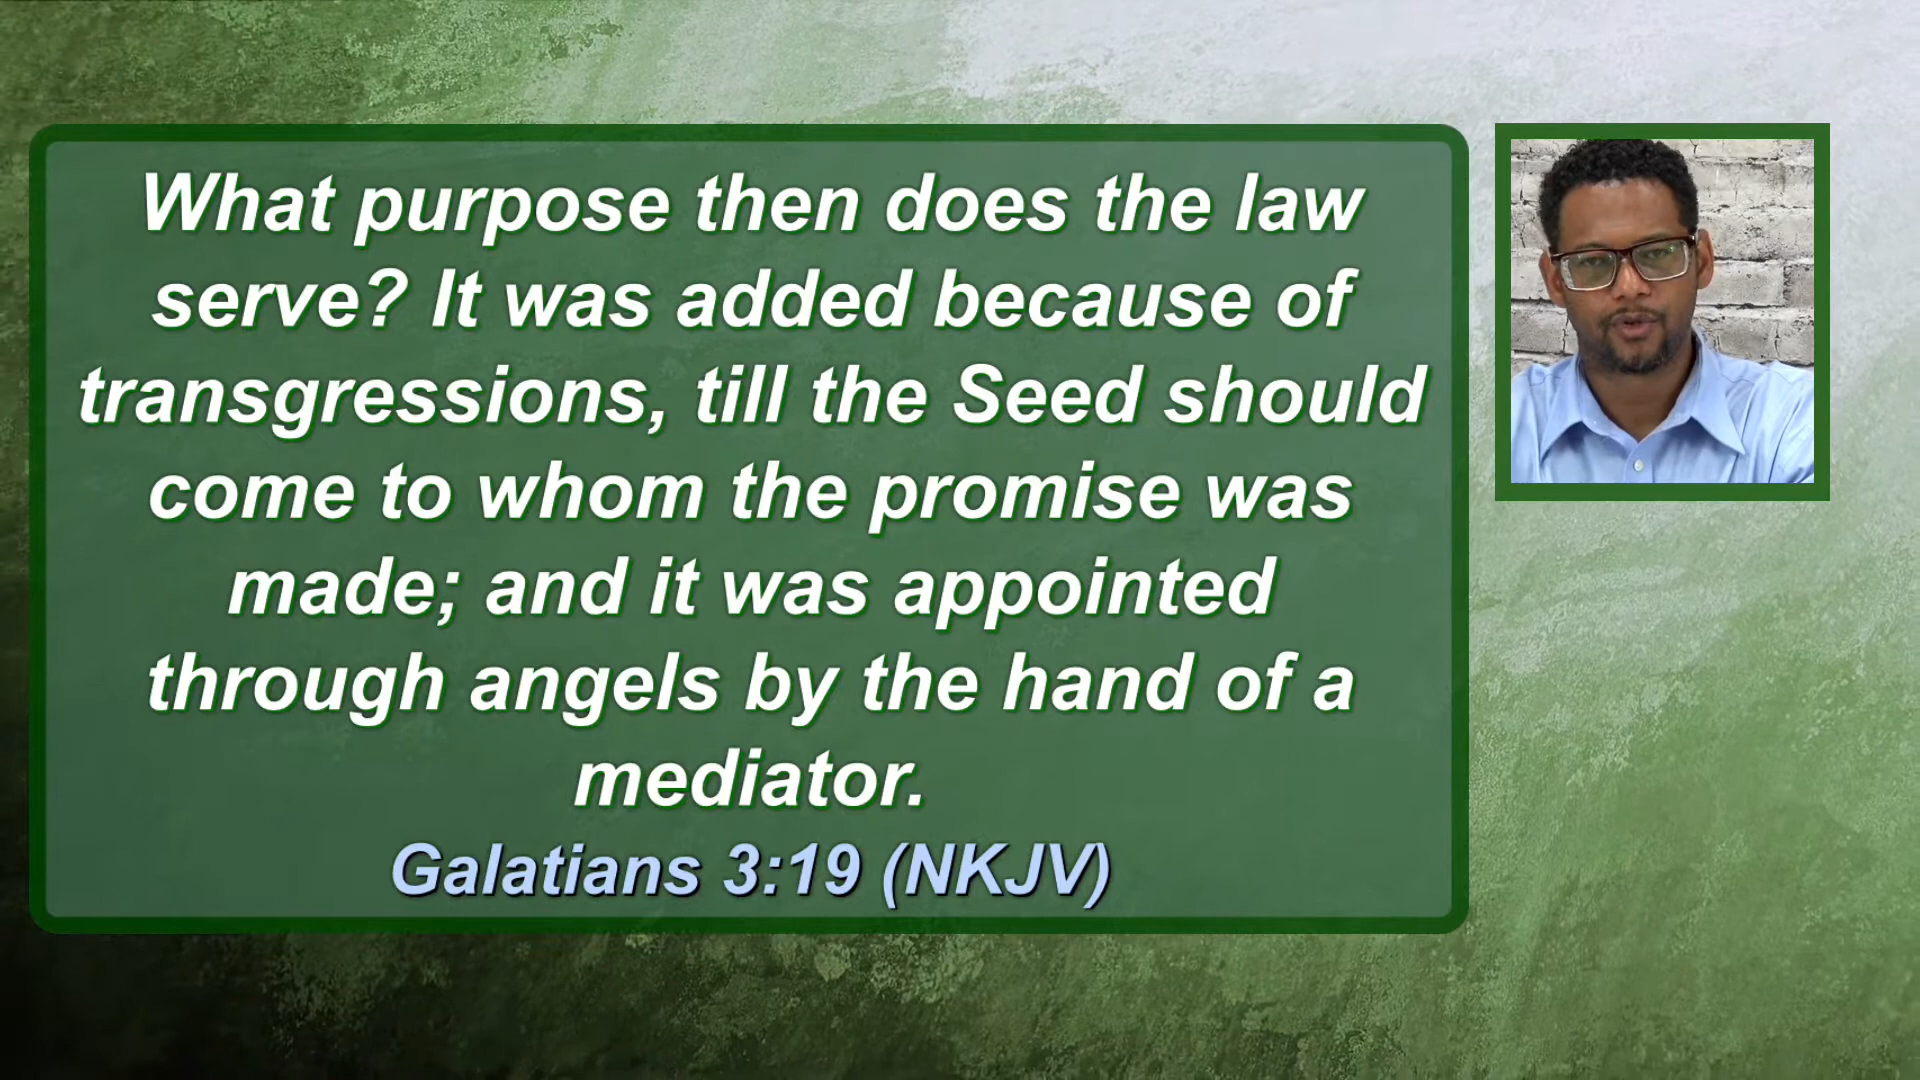 What purpose then does the law
serve? It was added because of
transgressions, till the Seed should
come to whom the promise was
made; and it was appointed
through angels by the hand of a
mediator.
Galatians 3:19 (NKJV)